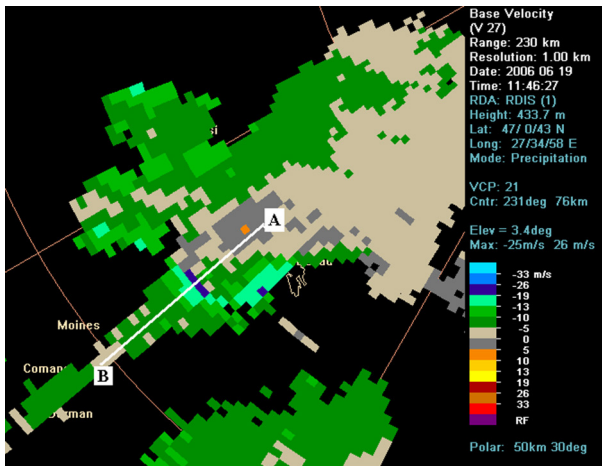 Base Velocity
(V 27)
Range: 230 km
Resolution: 1.00 km
Date: 2006 06 19
Time: 11:46:27
RDA: RDIS (1)
Height: 433.7 m
Lat: 47/ 0/43 N
Long: 27/34/58 E
Mode: Precipitation
VCP: 21
Cntr: 231deg 76km
Elev = 3.4deg
Max: -25m/s 26 m/s
-33 m/s
-26
-19
-13
-10
-5
0
5
10
13
19
26
33
RF
Polar: 50km 30deg
A
Moines
B